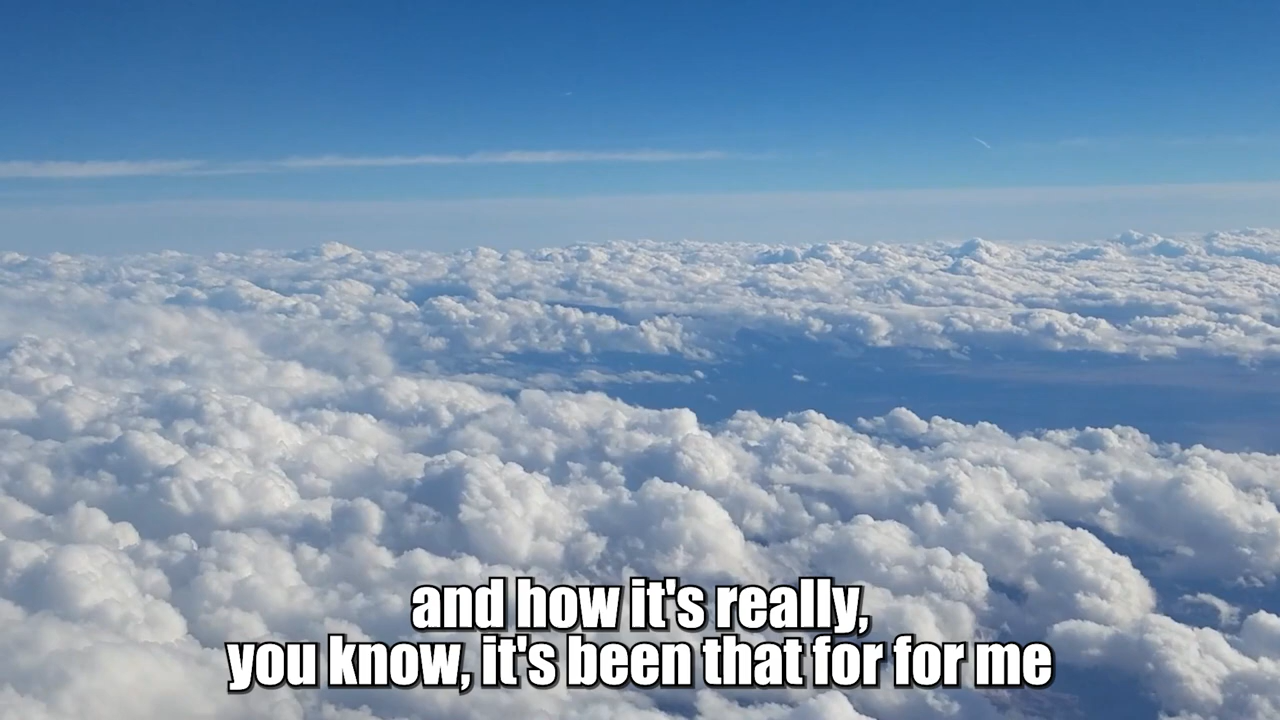 and how it's really,
you know, it's been that for for me